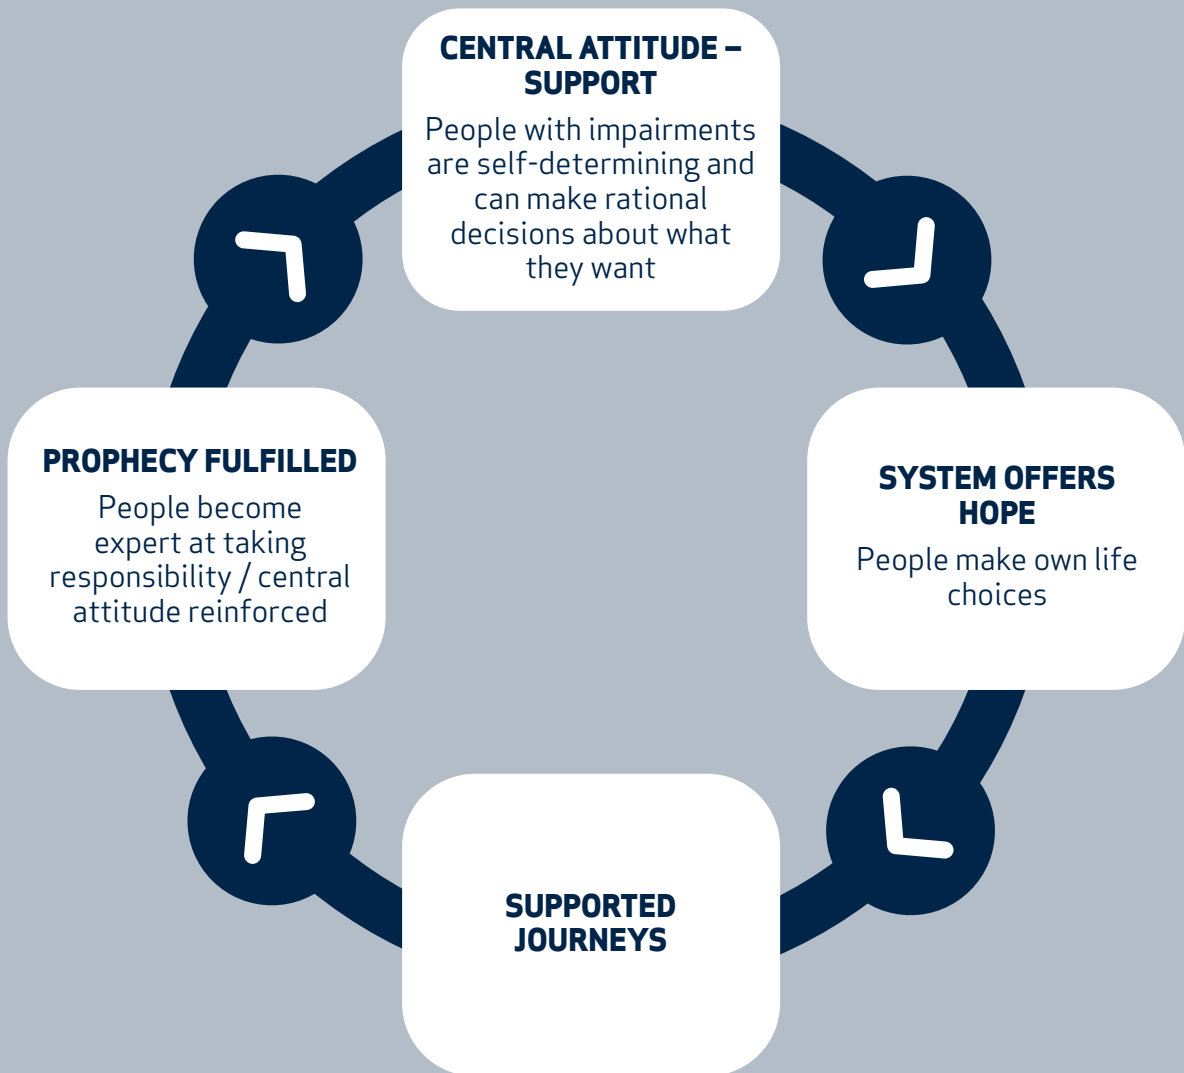 CENTRAL ATTITUDE –
SUPPORT
People with impairments
are self-determining and
can make rational
decisions about what
they want
SYSTEM OFFERS
HOPE
People make own life
choices
SUPPORTED
JOURNEYS
PROPHECY FULFILLED
People become
expert at taking
responsibility / central
attitude reinforced